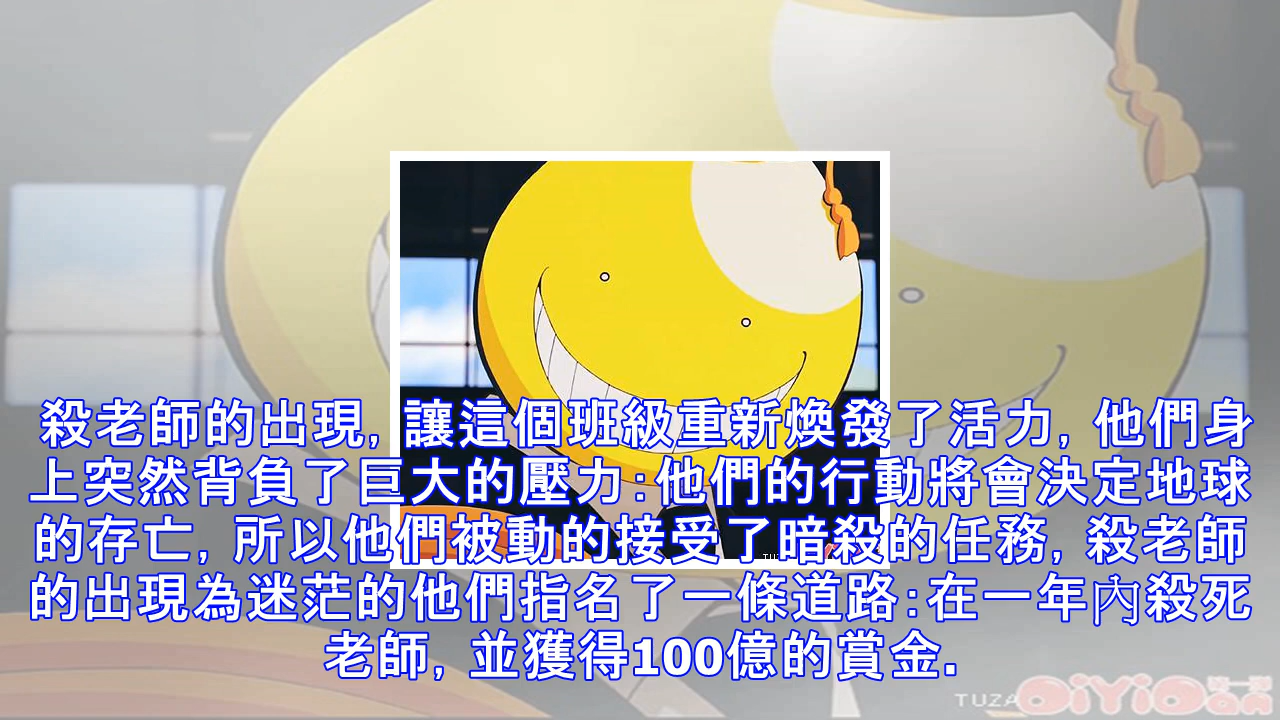 殺老師的出現, 讓這個班級重新煥發了活力, 他們身
上突然背負了巨大的壓力:他們的行動將會決定地球
的存亡, 所以他們被動的接受了暗殺的任務, 殺老師
的出現為迷茫的他們指名了一條道路:在一年內殺死
老師, 並獲得100億的賞金.
TUZA